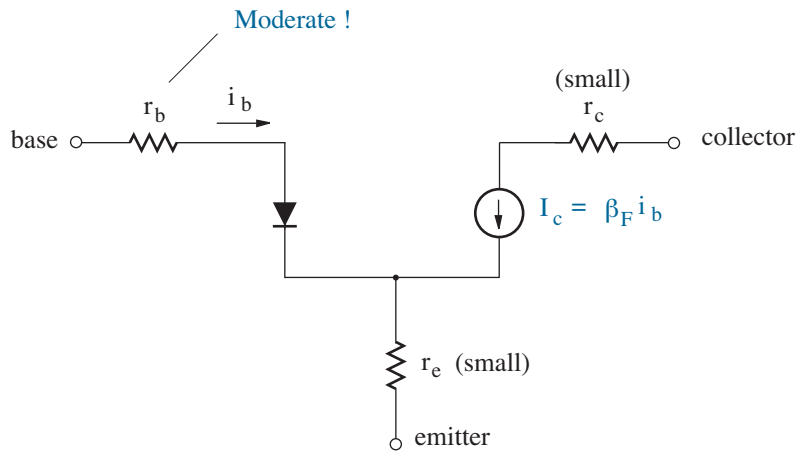 Moderate !
(small)
r_b
i_b
r_c
base
collector
I_c = β_F i_b
r_e (small)
emitter